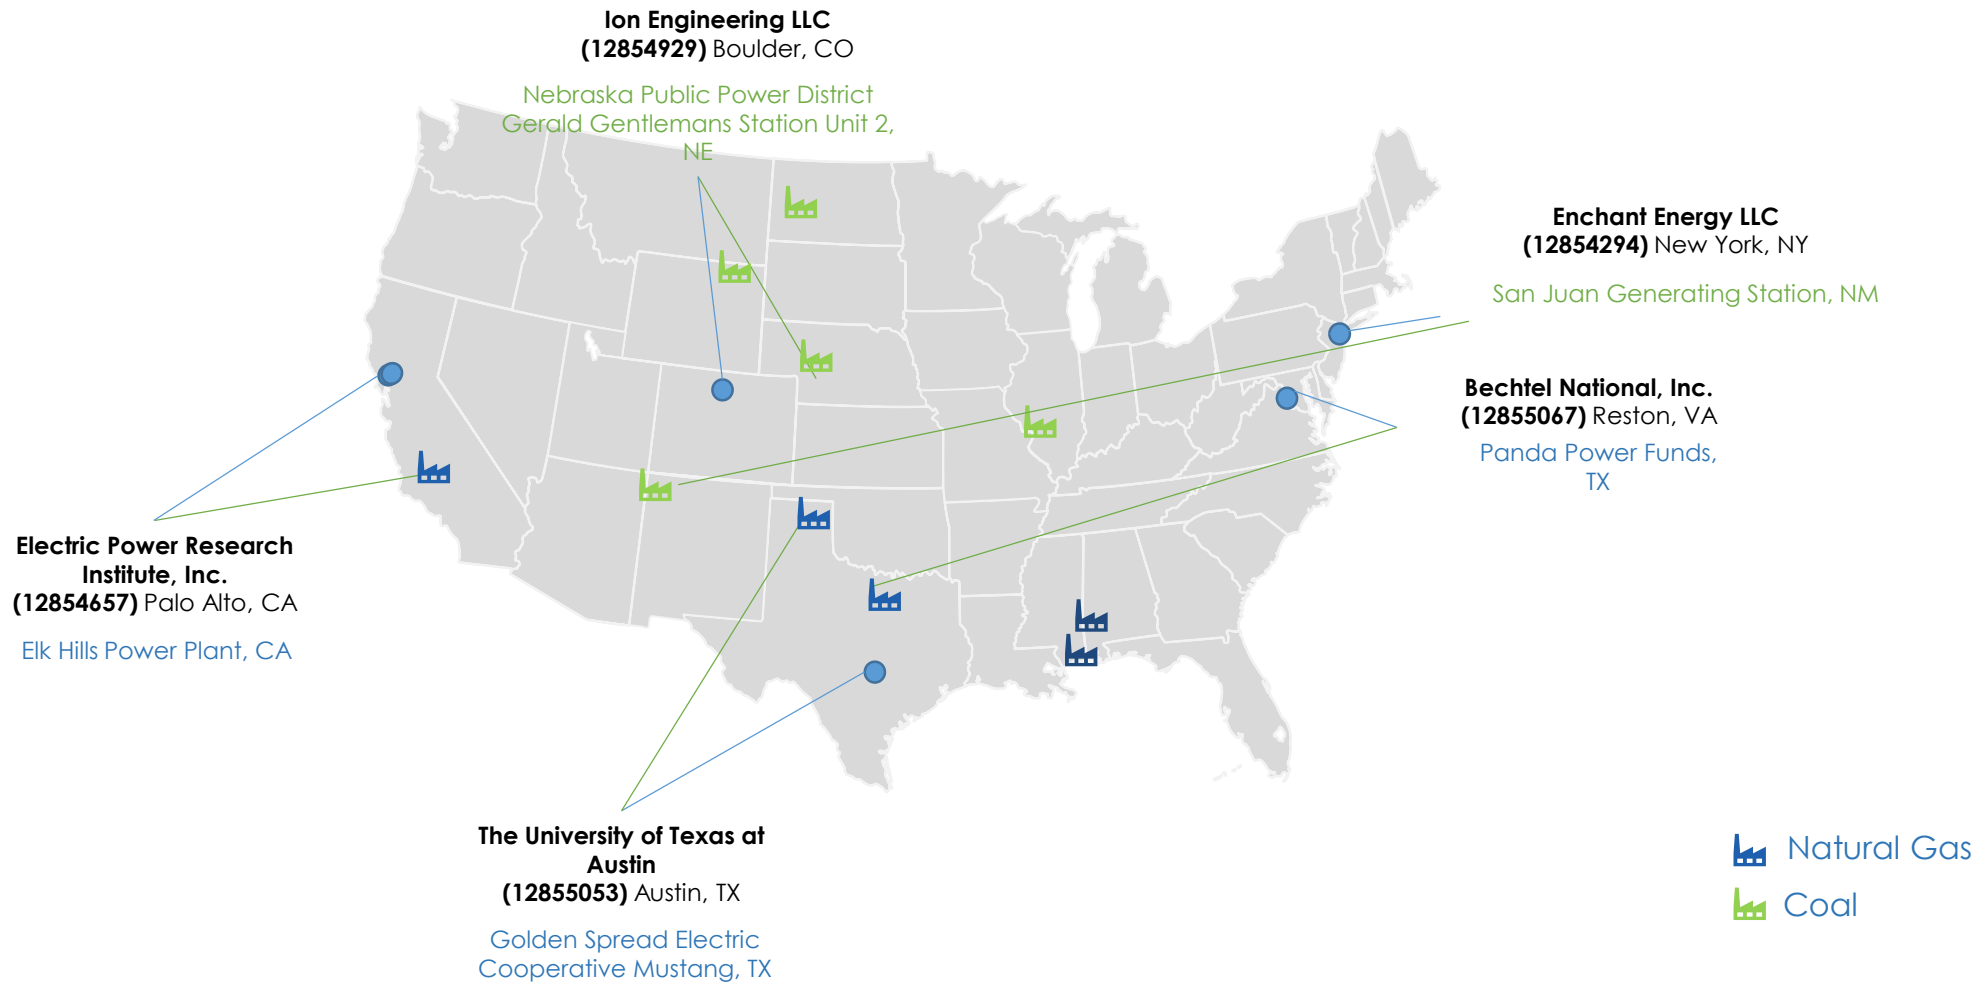 Ion Engineering LLC
(12854929) Boulder, CO
Nebraska Public Power District
Gerald Gentlemans Station Unit 2,
NE
Enchant Energy LLC
(12854294) New York, NY
San Juan Generating Station, NM
Bechtel National, Inc.
(12855067) Reston, VA
Panda Power Funds,
TX
Electric Power Research
Institute, Inc.
(12854657) Palo Alto, CA
Elk Hills Power Plant, CA
The University of Texas at
Austin
(12855053) Austin, TX
Golden Spread Electric
Cooperative Mustang, TX
Natural Gas
Coal